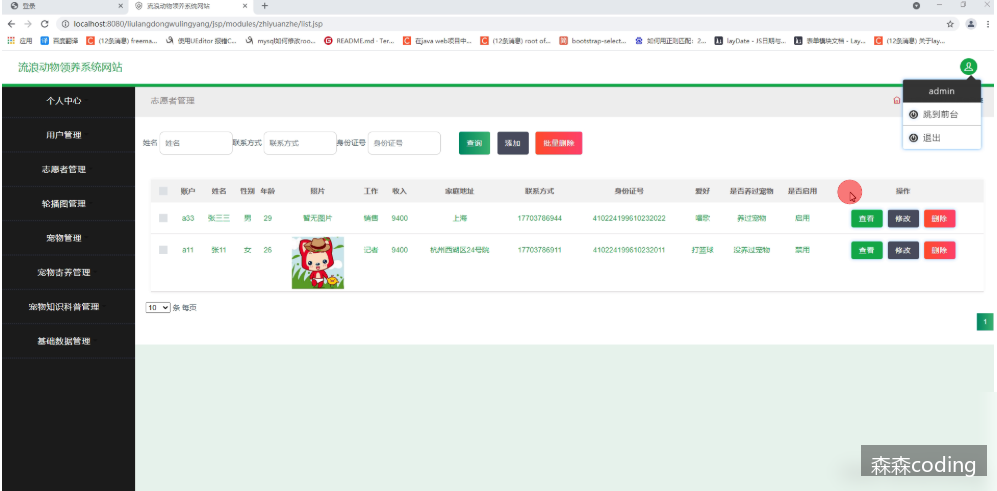 登录
流浪动物领养系统网站
localhost:8080/liulangdongwulingyang/jsp/modules/zhiyuanzhe/list.jsp
应用 百度翻译 (12条消息) freema... 使用UEditor 报错C... mysql如何修改roo... README.md · Ter... 在java web项目中... (12条消息) root of... bootstrap-select... 如何用正则匹配：2... layDate - JS日期与... 表单模块文档 - Lay... (12条消息) 关于lay...
流浪动物领养系统网站
admin
跳到前台
退出
个人中心
用户管理
志愿者管理
轮播图管理
宠物管理
宠物寄养管理
宠物知识科普管理
基础数据管理
志愿者管理
姓名 姓名 联系方式 联系方式 身份证号 身份证号 查询 添加 批量删除
账户 姓名 性别 年龄 照片 工作 收入 家庭地址 联系方式 身份证号 爱好 是否养过宠物 是否启用 操作
a33 张三三 男 29 暂无图片 销售 9400 上海 17703786944 410224199610232022 唱歌 养过宠物 启用 查看 修改 删除
a11 张11 女 26 记者 9400 杭州西湖区24号院 17703786911 410224199610232011 打篮球 没养过宠物 禁用 查看 修改 删除
10 条 每页
1
森森coding